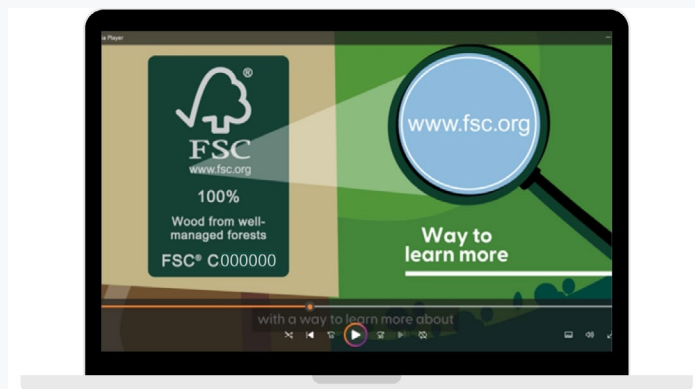 a Player
®
FSC
www.fsc.org
100%
Wood from well-
managed forests
FSC® C000000
www.fsc.org
Way to
learn more
with a way to learn more about